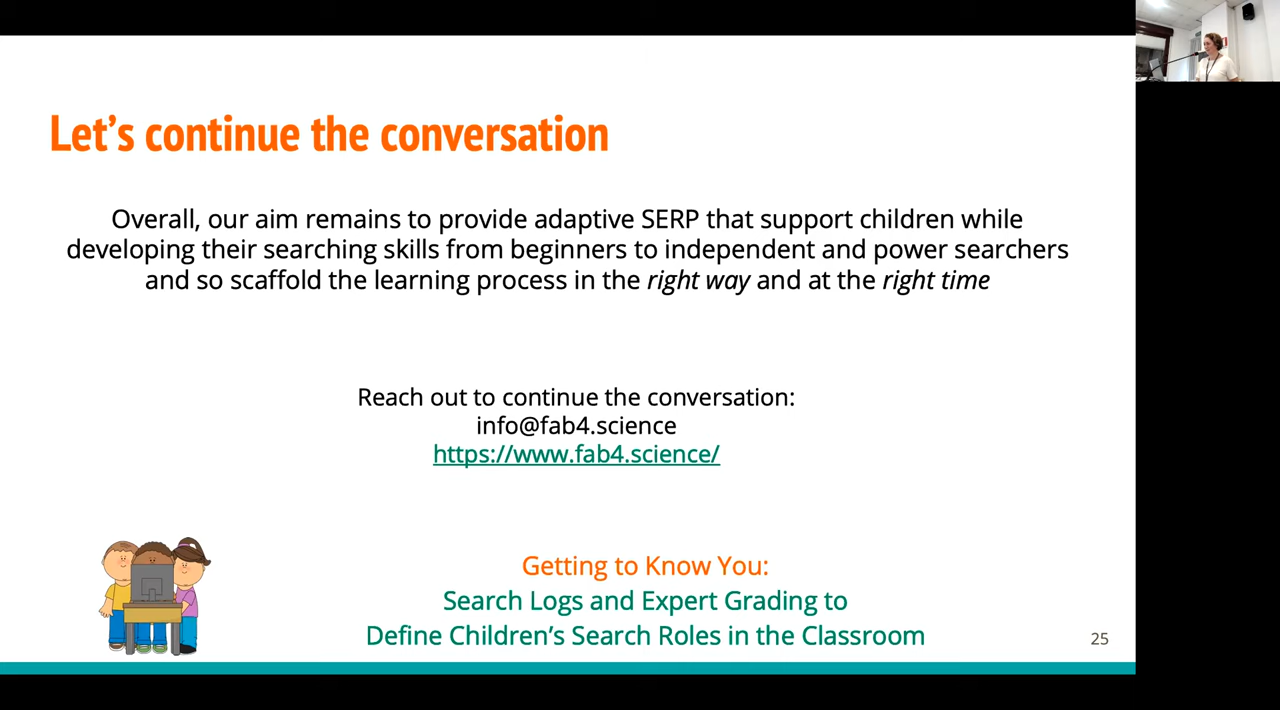 Let’s continue the conversation
Overall, our aim remains to provide adaptive SERP that support children while
developing their searching skills from beginners to independent and power searchers
and so scaffold the learning process in the right way and at the right time
Reach out to continue the conversation:
info@fab4.science
https://www.fab4.science/
Getting to Know You:
Search Logs and Expert Grading to
Define Children’s Search Roles in the Classroom
25